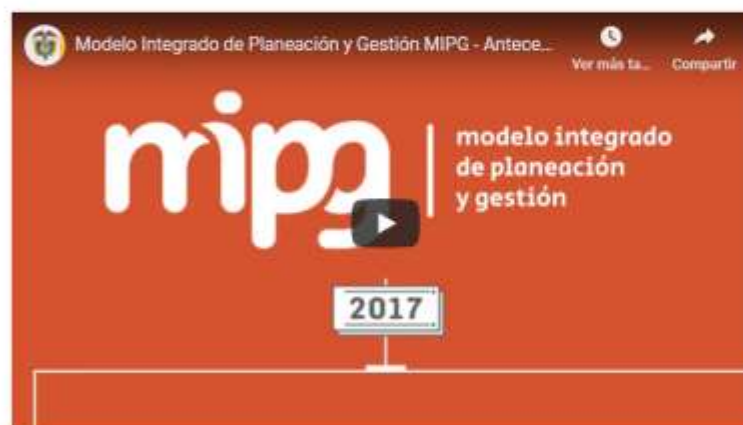 Modelo Integrado de Planeación y Gestión MIPG - Antece...
Ver más ta...
Compartir
mipg
modelo integrado
de planeación
y gestión
2017